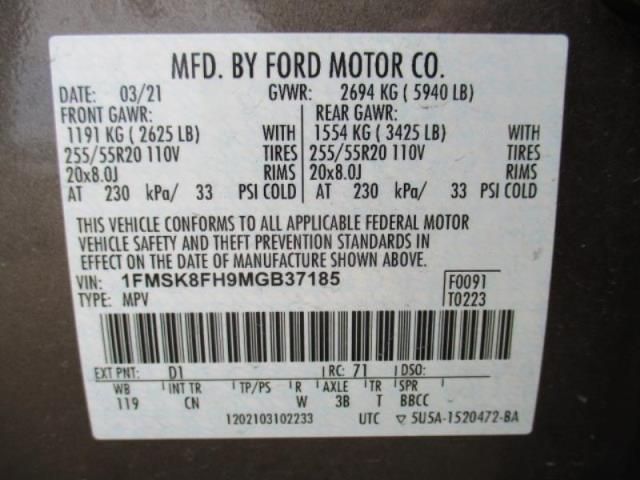 MFD. BY FORD MOTOR CO.
DATE: 03/21 GVWR: 2694 KG ( 5940 LB)
FRONT GAWR: REAR GAWR:
1191 KG ( 2625 LB) WITH 1554 KG ( 3425 LB) WITH
255/55R20 110V TIRES 255/55R20 110V TIRES
20x8.0J RIMS 20x8.0J RIMS
AT 230 kPa/ 33 PSI COLD AT 230 kPa/ 33 PSI COLD
THIS VEHICLE CONFORMS TO ALL APPLICABLE FEDERAL MOTOR
VEHICLE SAFETY AND THEFT PREVENTION STANDARDS IN
EFFECT ON THE DATE OF MANUFACTURE SHOWN ABOVE.
VIN: 1FMSK8FH9MGB37185 F0091
TYPE: MPV T0223
EXT PNT: D1 RC: 71 DSO:
WB INT TR TP/PS R AXLE TR SPR
119 CN W 3B T BBCC
1202103102233 UTC ▽ 5U5A-1520472-BA